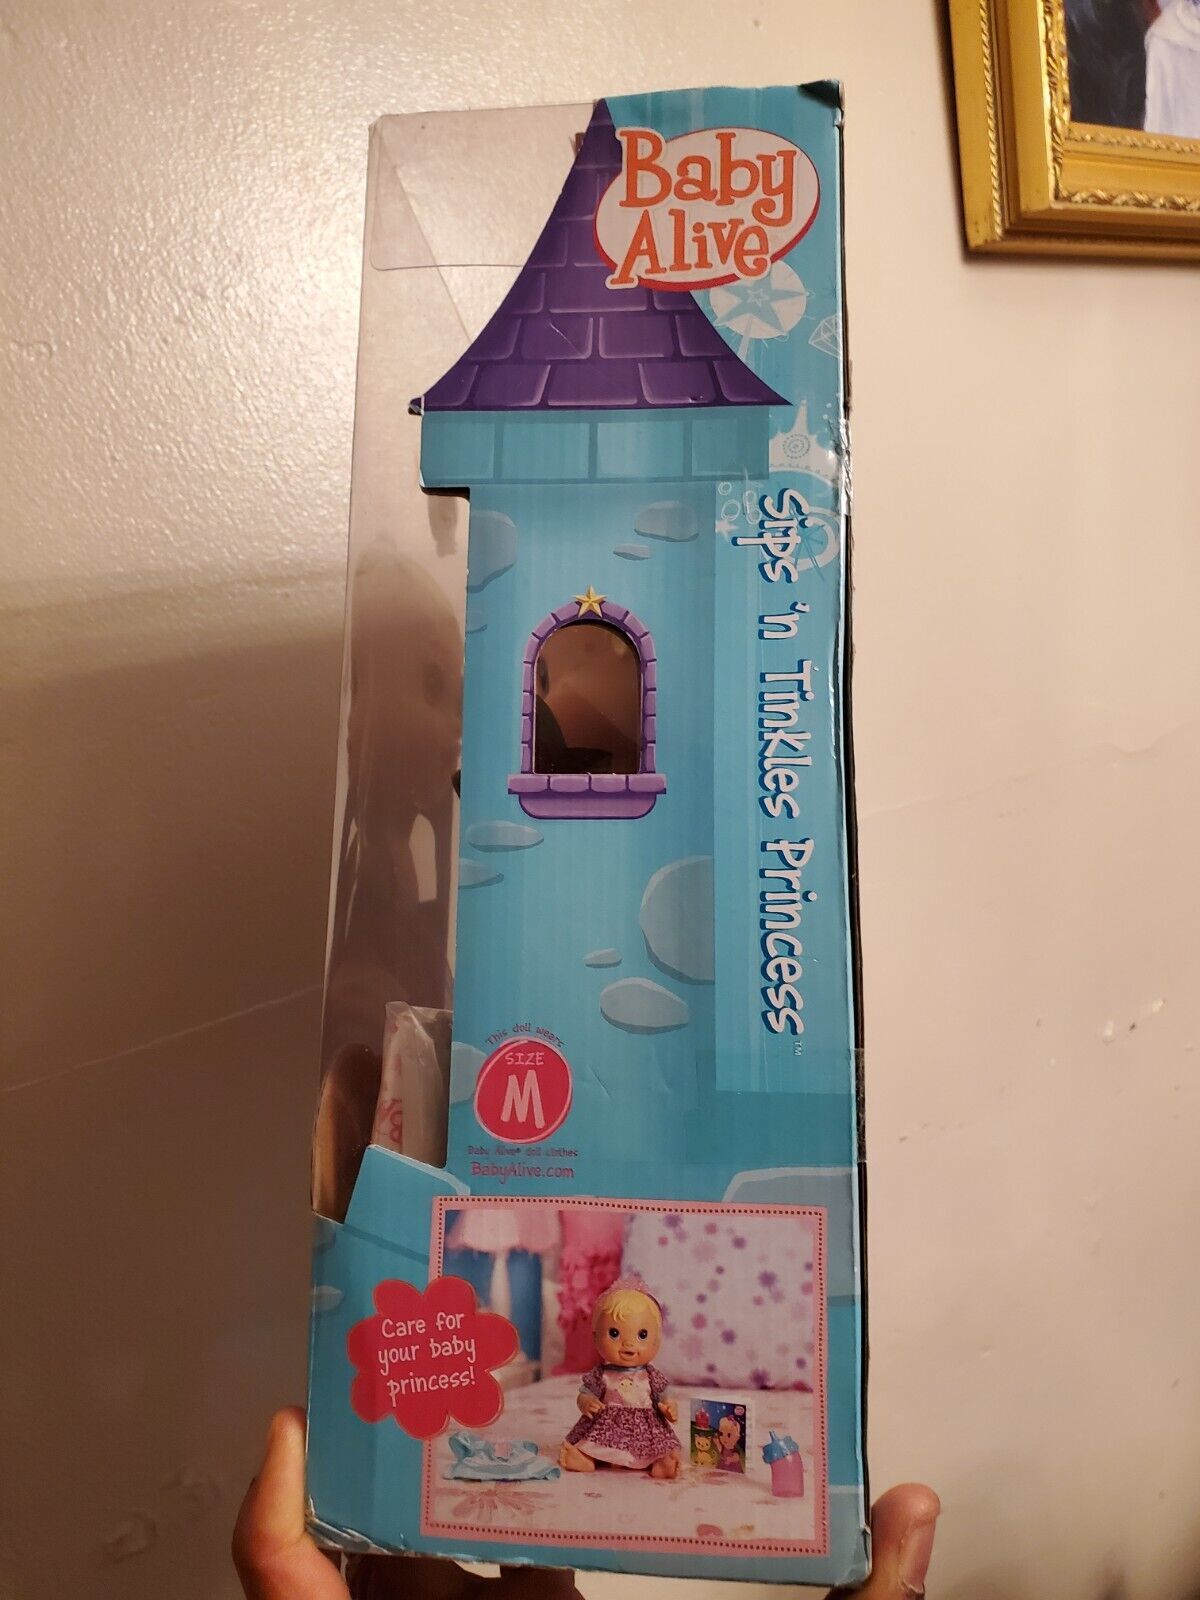 Baby
Alive
Sips 'n Tinkles Princess™
This doll wears
SIZE
M
Baby Alive® doll clothes
BabyAlive.com
Care for
your baby
princess!